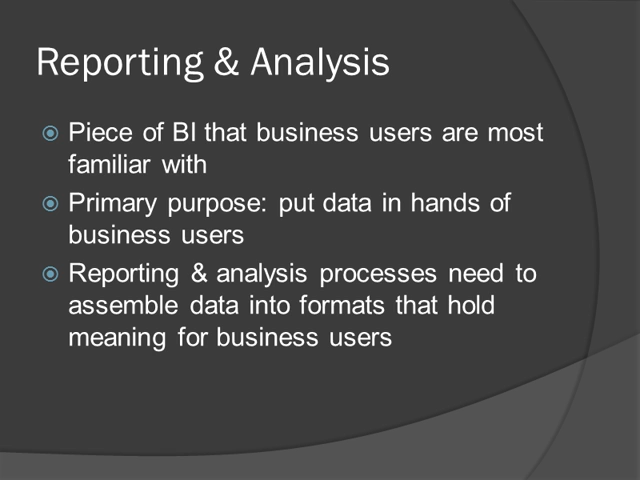 Reporting & Analysis
Piece of BI that business users are most
familiar with
Primary purpose: put data in hands of
business users
Reporting & analysis processes need to
assemble data into formats that hold
meaning for business users